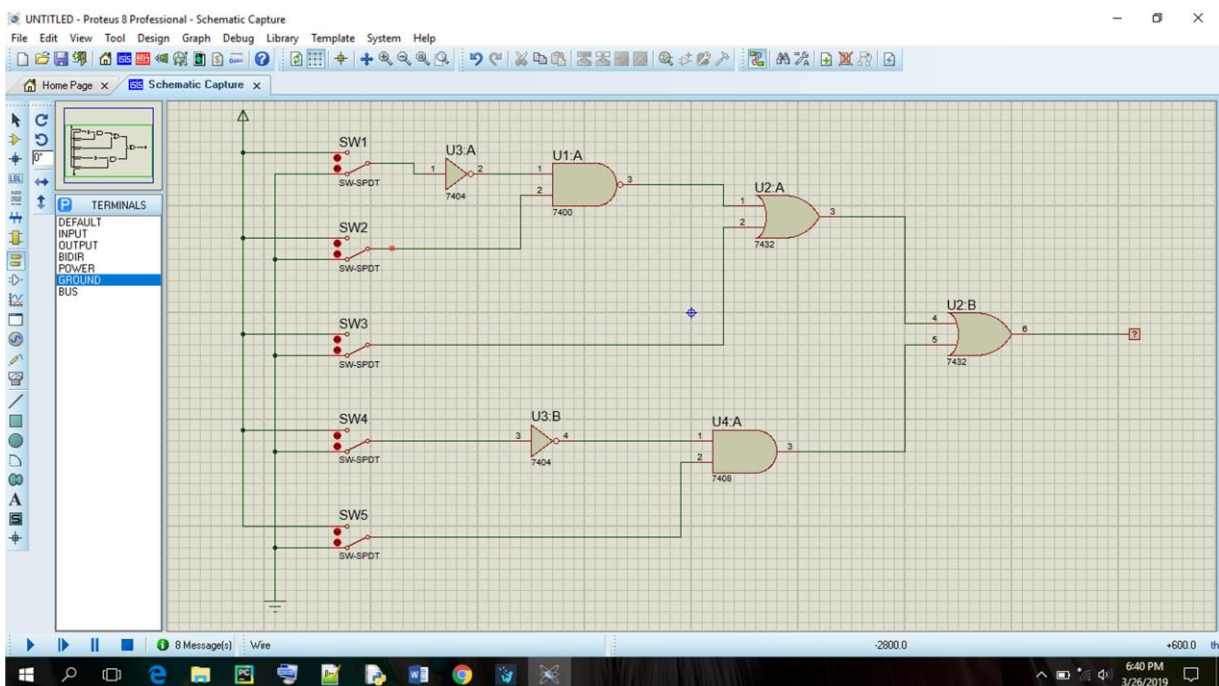 UNTITLED - Proteus 8 Professional - Schematic Capture
File Edit View Tool Design Graph Debug Library Template System Help
Home Page x Schematic Capture x
0°
LBL
P TERMINALS
DEFAULT
INPUT
OUTPUT
BIDIR
POWER
GROUND
BUS
A
S
SW1
SW-SPDT
U3:A
1 2
7404
U1:A
1
2
3
7400
U2:A
1
2
3
7432
SW2
SW-SPDT
SW3
SW-SPDT
U2:B
4
5
6
7432
?
SW4
SW-SPDT
U3:B
3 4
7404
U4:A
1
2
3
7408
SW5
SW-SPDT
8 Message(s) Wire -2800.0 +600.0 th
6:40 PM
3/26/2019